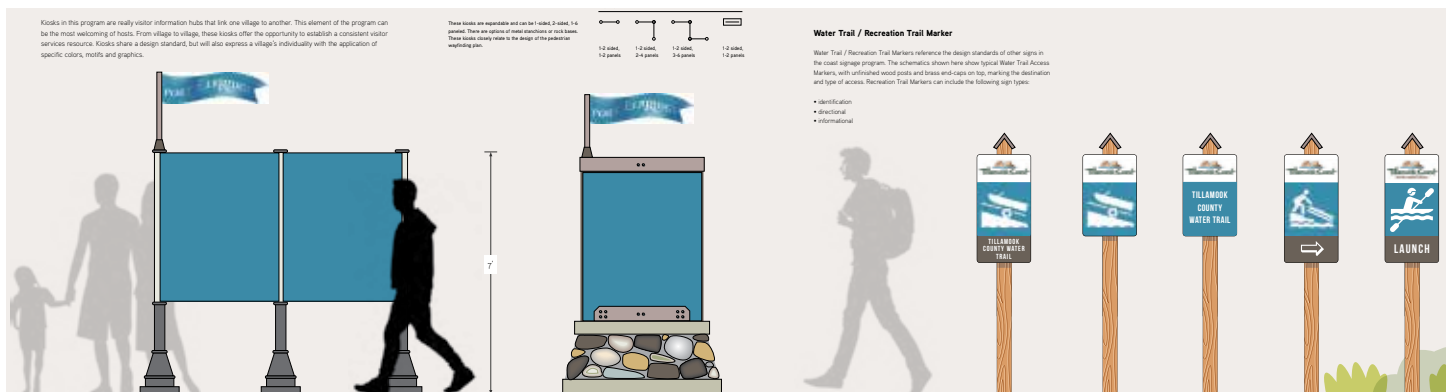 Kiosks in this program are really visitor information hubs that link one village to another. This element of the program can
be the most welcoming of hosts. From village to village, these kiosks offer the opportunity to establish a consistent visitor
services resource. Kiosks share a design standard, but will also express a village's individuality with the application of
specific colors, motifs and graphics.
These kiosks are expandable and can be 1-sided, 2-sided, 1-6
paneled. There are options of metal stanchions or rock bases.
These kiosks closely relate to the design of the pedestrian
wayfinding plan.
1-2 sided,
1-2 panels
1-2 sided,
2-4 panels
1-2 sided,
3-6 panels
1-2 sided,
1-2 panels
7'
Water Trail / Recreation Trail Marker
Water Trail / Recreation Trail Markers reference the design standards of other signs in
the coast signage program. The schematics shown here show typical Water Trail Access
Markers, with unfinished wood posts and brass end-caps on top, marking the destination
and type of access. Recreation Trail Markers can include the following sign types:
• identification
• directional
• informational
Tillamook Coast
TILLAMOOK
COUNTY WATER
TRAIL
Tillamook Coast
Tillamook Coast
TILLAMOOK
COUNTY
WATER TRAIL
Tillamook Coast
Tillamook Coast
LAUNCH